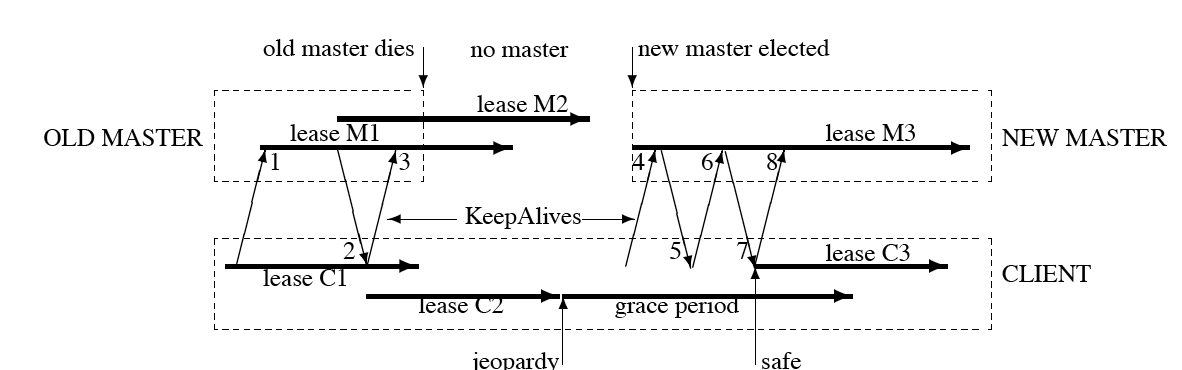 old master dies
no master
new master elected
lease M2
OLD MASTER
lease M1
lease M3
NEW MASTER
1
3
4
6
8
KeepAlives
2
5
7
lease C3
lease C1
CLIENT
lease C2
grace period
jeopardy
safe